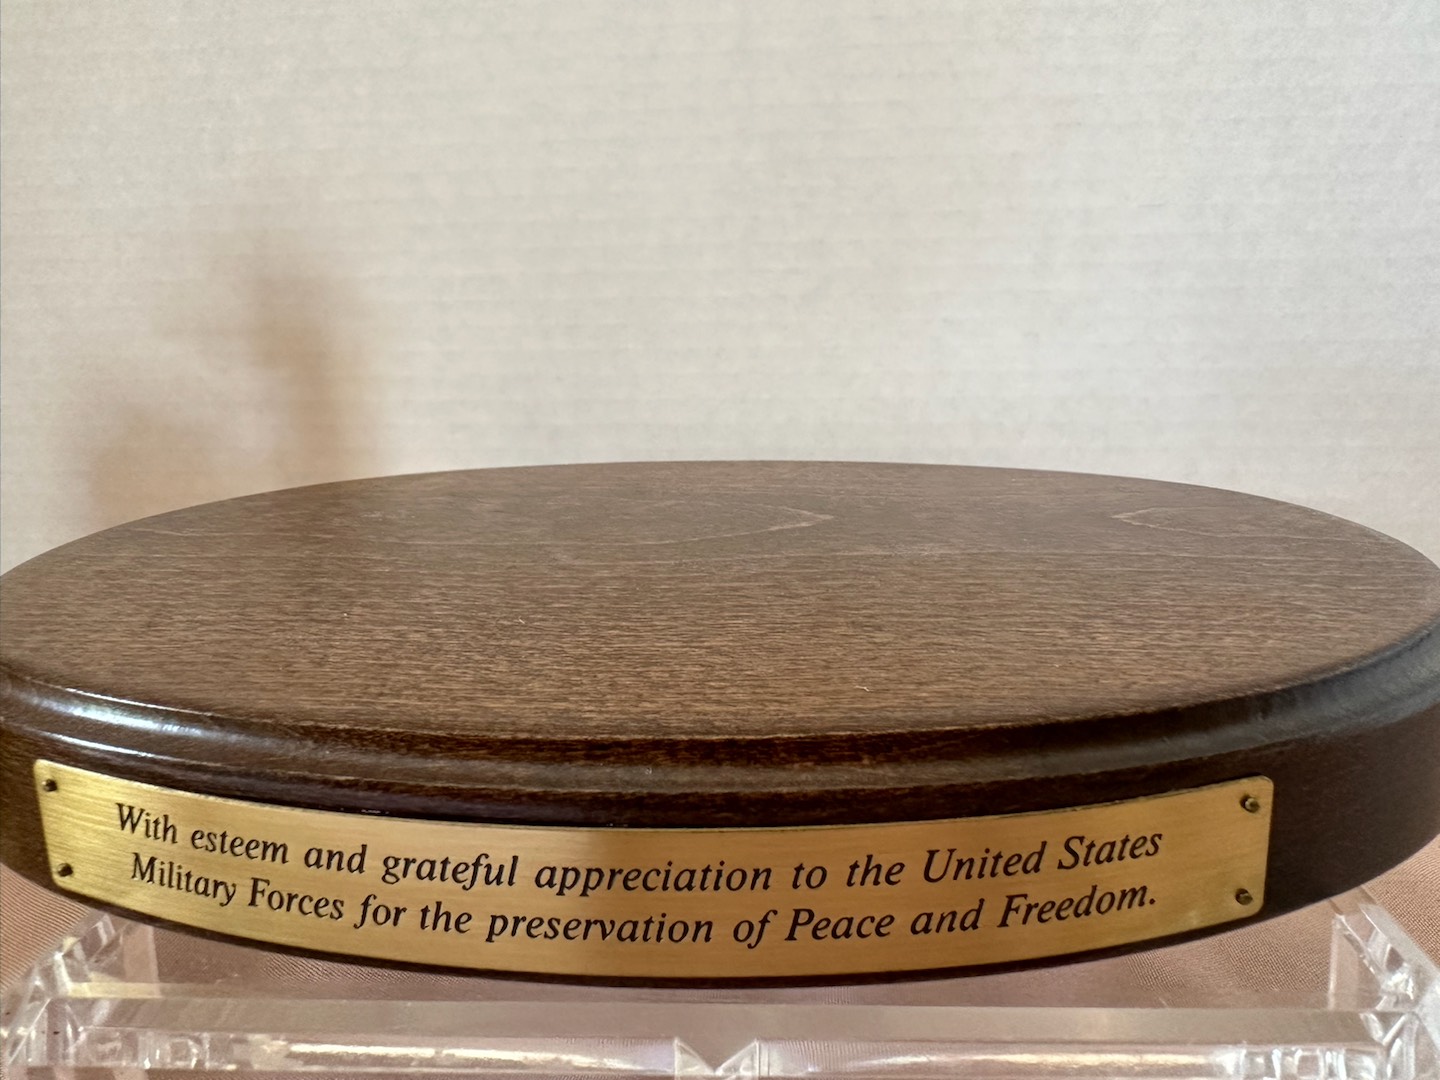 With esteem and grateful appreciation to the United States
Military Forces for the preservation of Peace and Freedom.